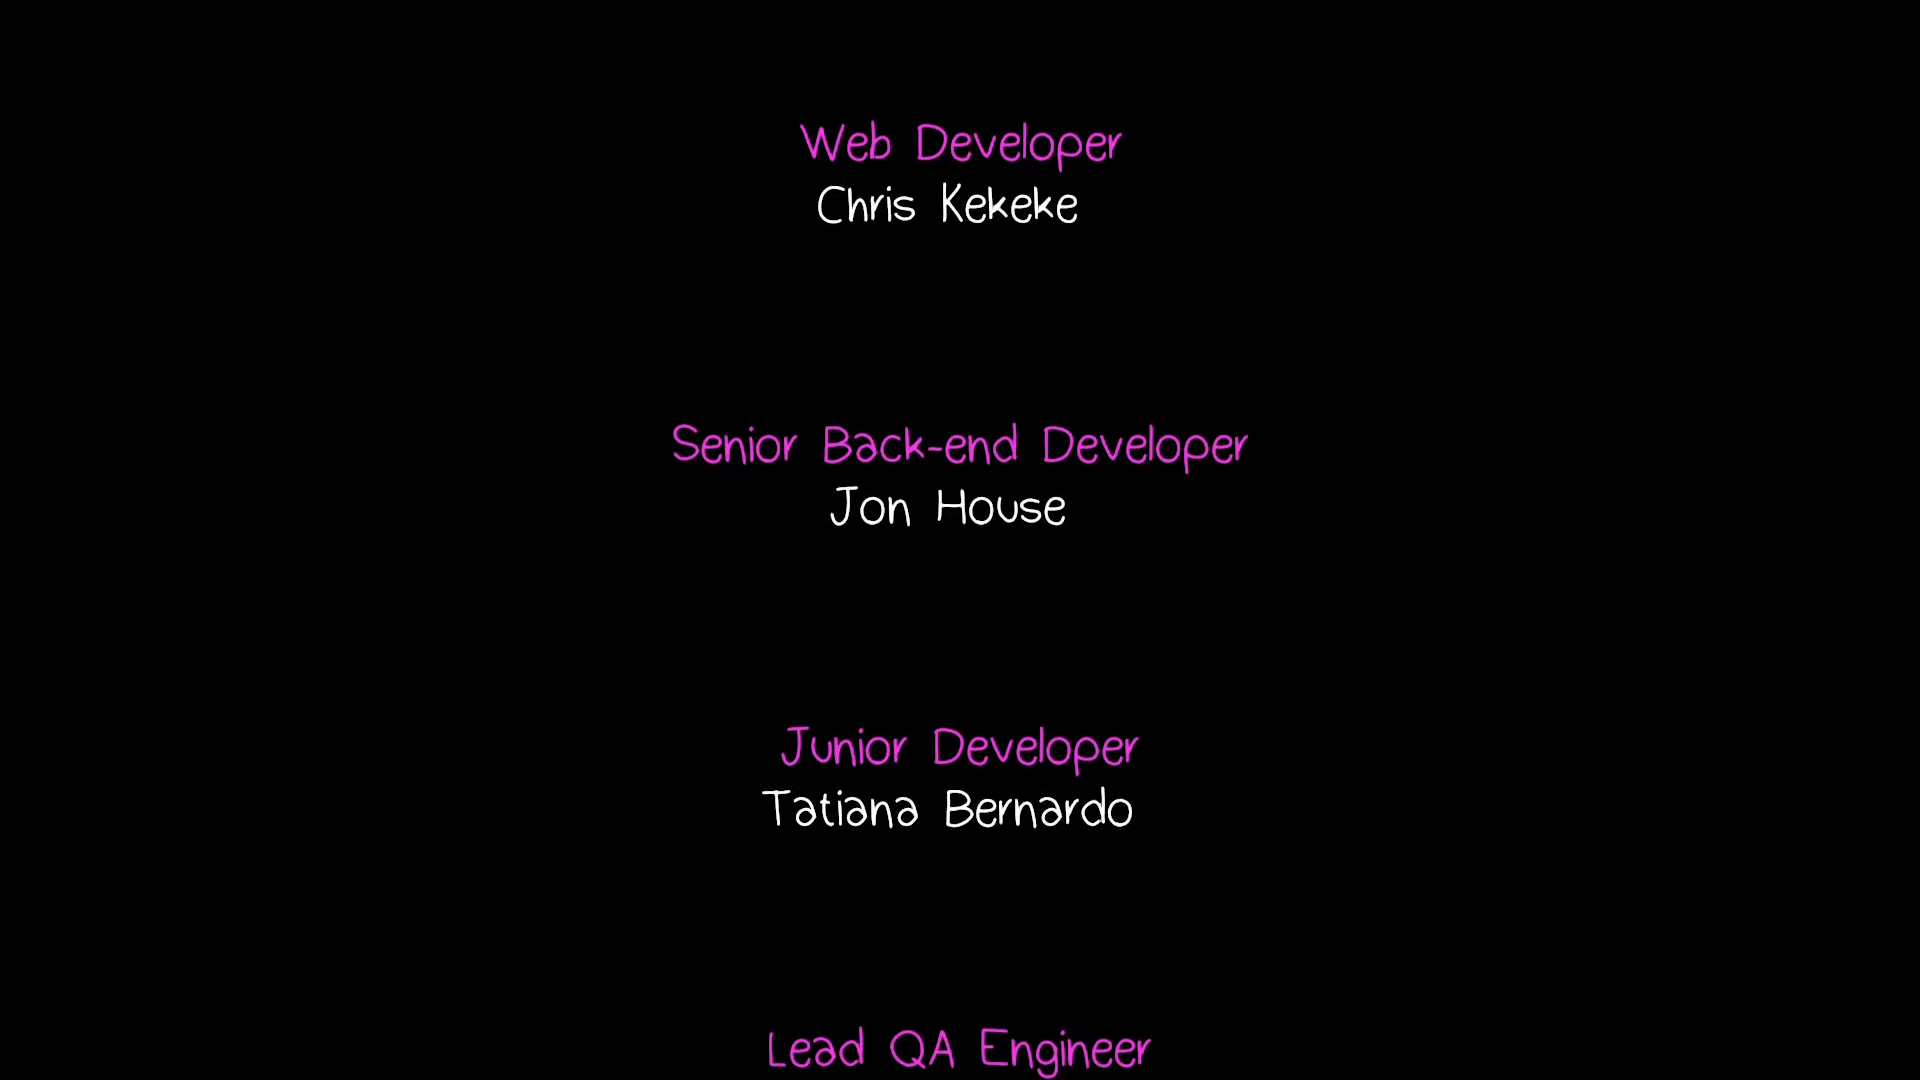 Web Developer
Chris Kekeke
Senior Back-end Developer
Jon House
Junior Developer
Tatiana Bernardo
Lead QA Engineer